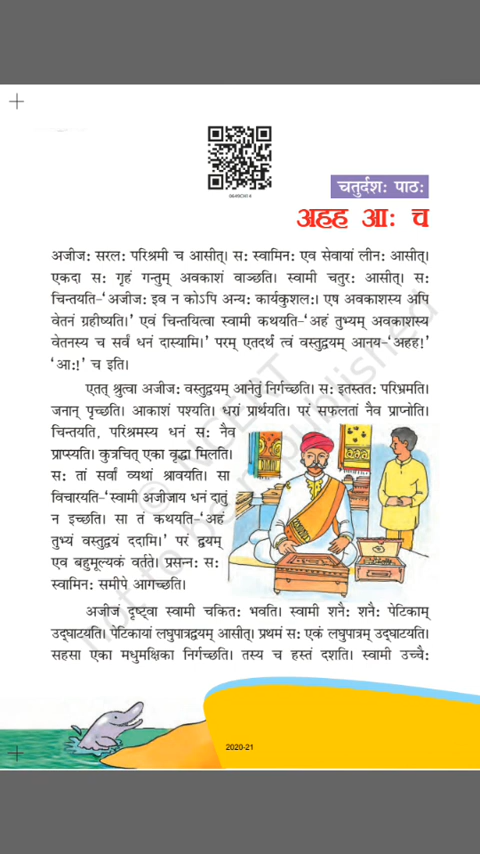 चतुर्दशः पाठः
अहह आः च
अजीजः सरलः परिश्रमी च आसीत्। सः स्वामिनः एव सेवायां लीनः आसीत्।
एकदा सः गृहं गन्तुम् अवकाशं वाञ्छति। स्वामी चतुरः आसीत्। सः
चिन्तयति-‘अजीजः इव न कोऽपि अन्यः कार्यकुशलः। एष अवकाशस्य अपि
वेतनं ग्रहीष्यति।’ एवं चिन्तयित्वा स्वामी कथयति-‘अहं तुभ्यम् अवकाशस्य
वेतनस्य च सर्वं धनं दास्यामि।’ परम् एतदर्थं त्वं वस्तुद्वयम् आनय-‘अहह!’
‘आः!’ च इति।
एतत् श्रुत्वा अजीजः वस्तुद्वयम् आनेतुं निर्गच्छति। सः इतस्ततः परिभ्रमति।
जनान् पृच्छति। आकाशं पश्यति। धरां प्रार्थयति। परं सफलतां नैव प्राप्नोति।
चिन्तयति, परिश्रमस्य धनं सः नैव
प्राप्स्यति। कुत्रचित् एका वृद्धा मिलति।
सः तां सर्वां व्यथां श्रावयति। सा
विचारयति-‘स्वामी अजीजाय धनं दातुं
न इच्छति। सा तं कथयति-‘अहं
तुभ्यं वस्तुद्वयं ददामि।’ परं द्वयम्
एव बहुमूल्यकं वर्तते। प्रसन्नः सः
स्वामिनः समीपे आगच्छति।
अजीजं दृष्ट्वा स्वामी चकितः भवति। स्वामी शनैः शनैः पेटिकाम्
उद्घाटयति। पेटिकायां लघुपात्रद्वयम् आसीत्। प्रथमं सः एकं लघुपात्रम् उद्घाटयति।
सहसा एका मधुमक्षिका निर्गच्छति। तस्य च हस्तं दशति। स्वामी उच्चैः
2020-21
© NCERT
not to be republished